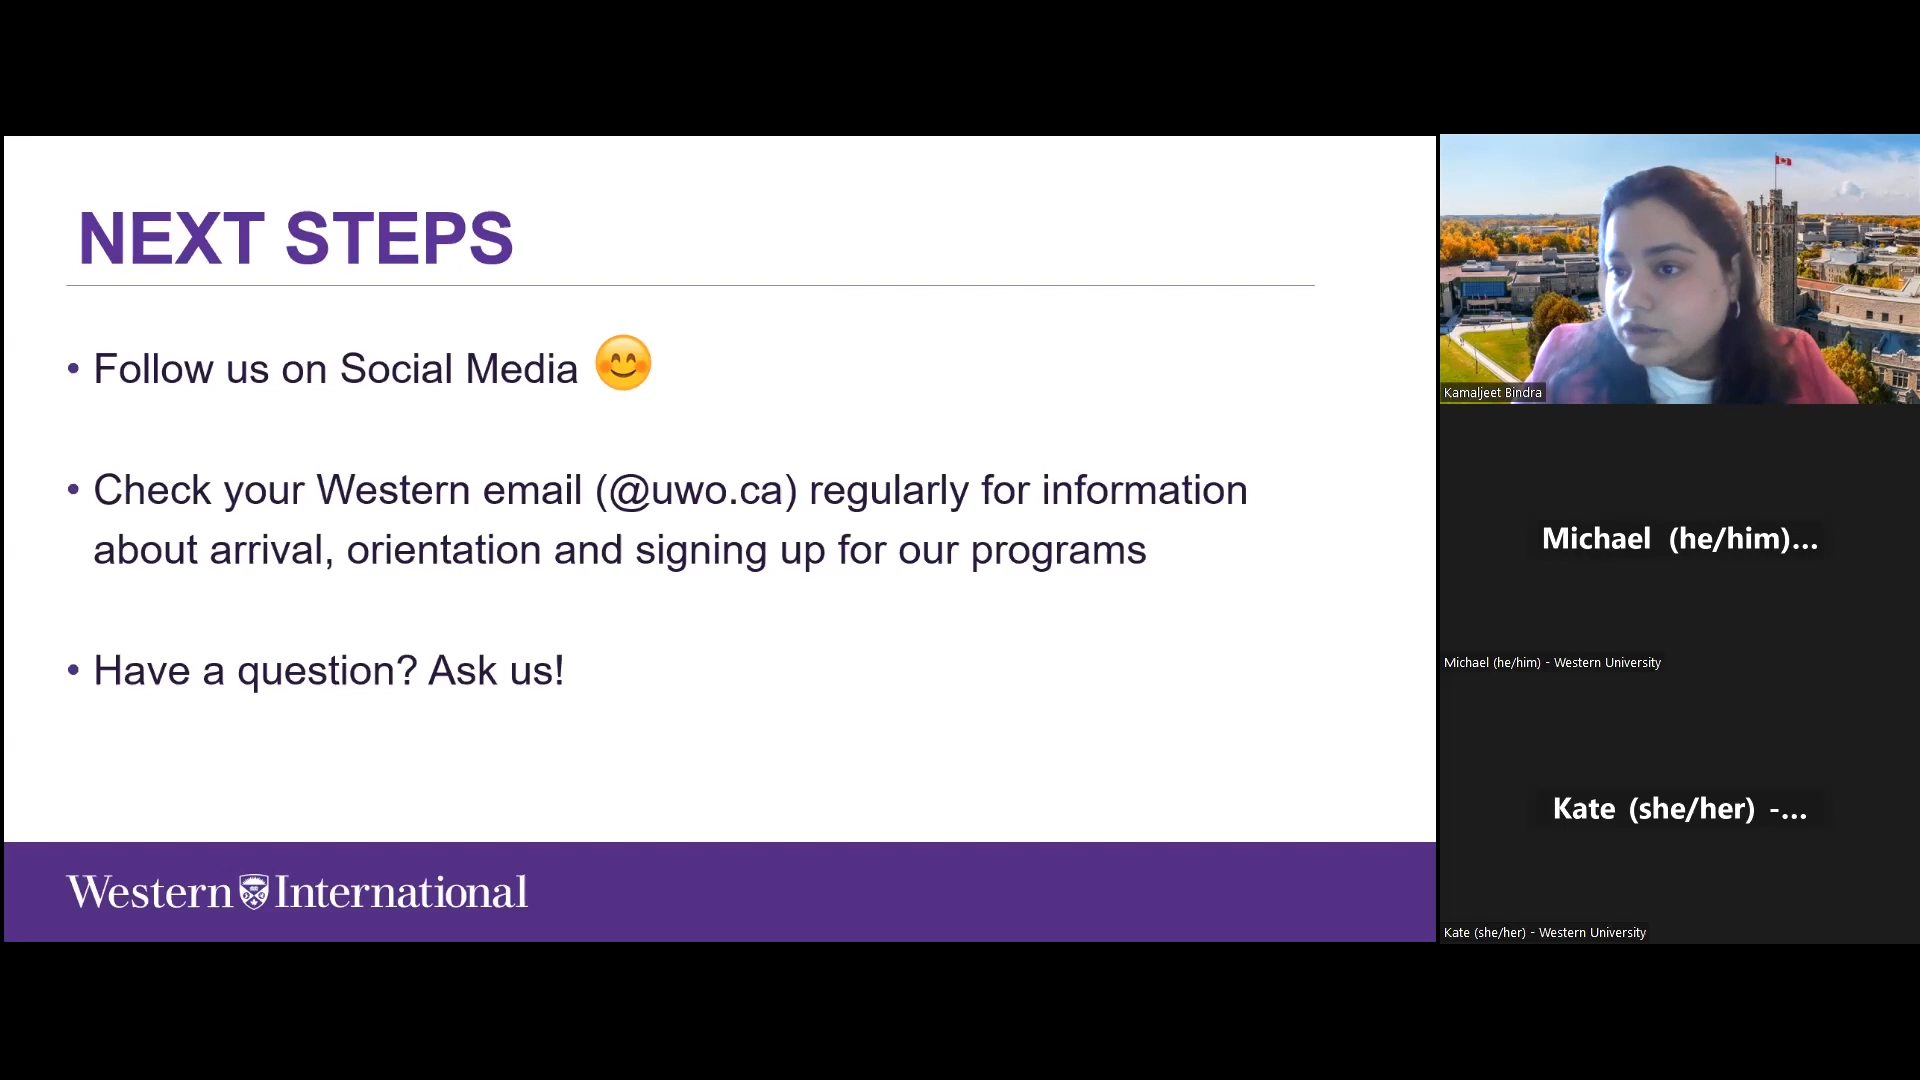 NEXT STEPS
• Follow us on Social Media 😊
• Check your Western email (@uwo.ca) regularly for information
about arrival, orientation and signing up for our programs
• Have a question? Ask us!
Western International
Kamaljeet Bindra
Michael (he/him)...
Michael (he/him) - Western University
Kate (she/her) -...
Kate (she/her) - Western University